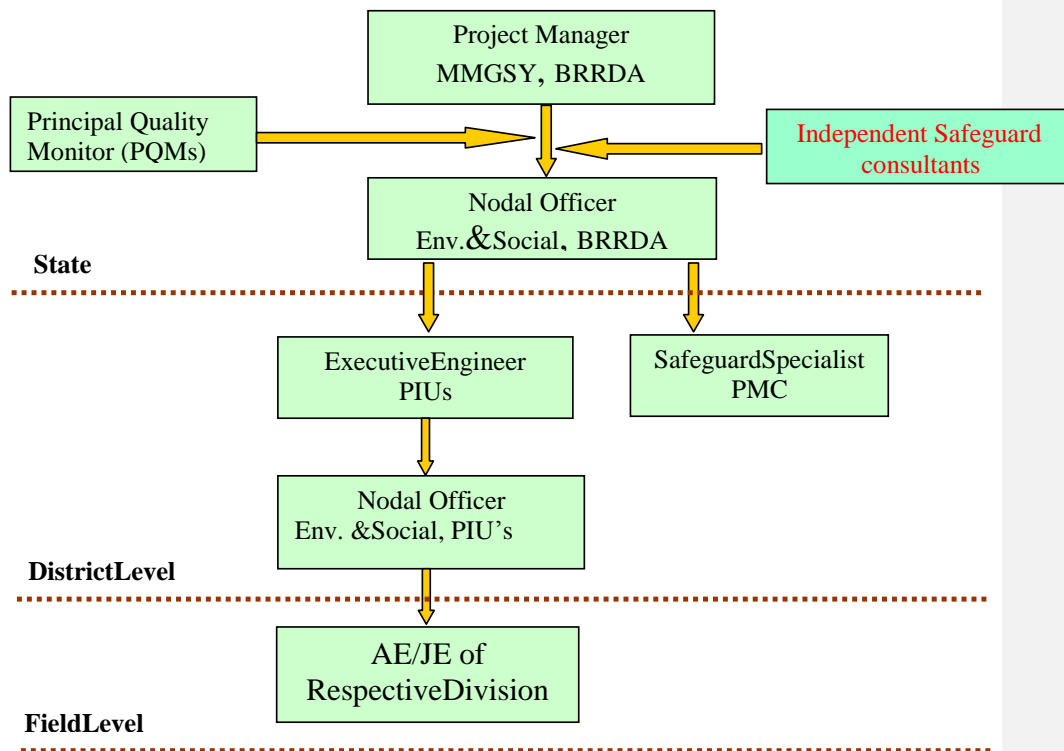 Project Manager
MMGSY, BRRDA
Principal Quality
Monitor (PQMs)
Independent Safeguard
consultants
Nodal Officer
Env.&Social, BRRDA
State
ExecutiveEngineer
PIUs
SafeguardSpecialist
PMC
Nodal Officer
Env. &Social, PIU’s
DistrictLevel
AE/JE of
RespectiveDivision
FieldLevel